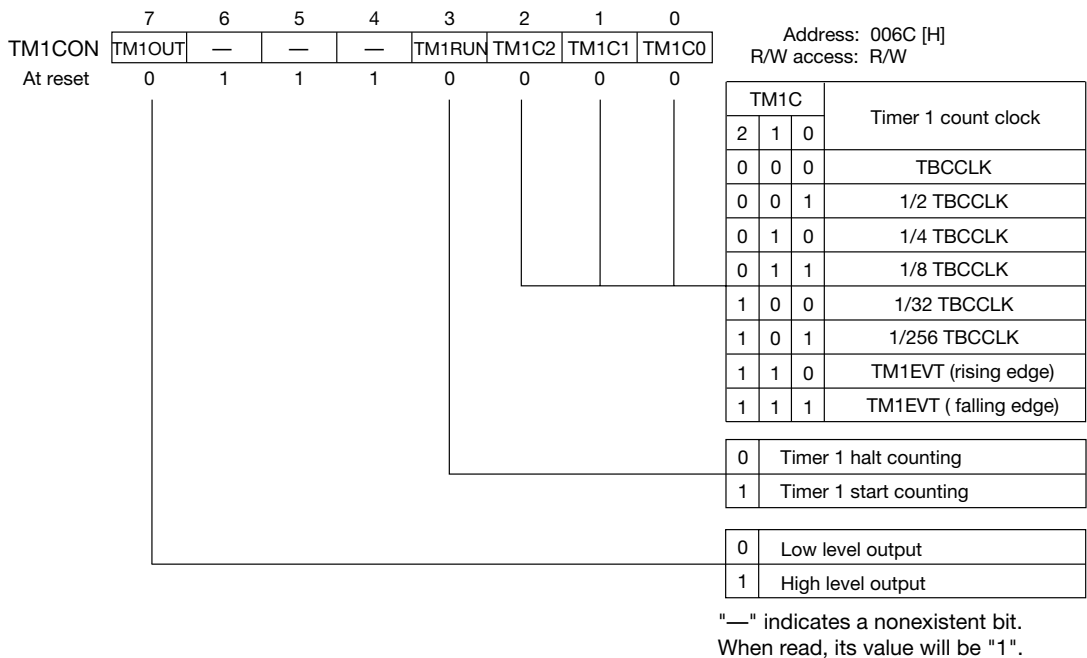 7 6 5 4 3 2 1 0
TM1CON TM1OUT — — — TM1RUN TM1C2 TM1C1 TM1C0
At reset 0 1 1 1 0 0 0 0
Address: 006C [H]
R/W access: R/W
TM1C Timer 1 count clock
2 1 0
0 0 0 TBCCLK
0 0 1 1/2 TBCCLK
0 1 0 1/4 TBCCLK
0 1 1 1/8 TBCCLK
1 0 0 1/32 TBCCLK
1 0 1 1/256 TBCCLK
1 1 0 TM1EVT (rising edge)
1 1 1 TM1EVT ( falling edge)
0 Timer 1 halt counting
1 Timer 1 start counting
0 Low level output
1 High level output
"—" indicates a nonexistent bit.
When read, its value will be "1".